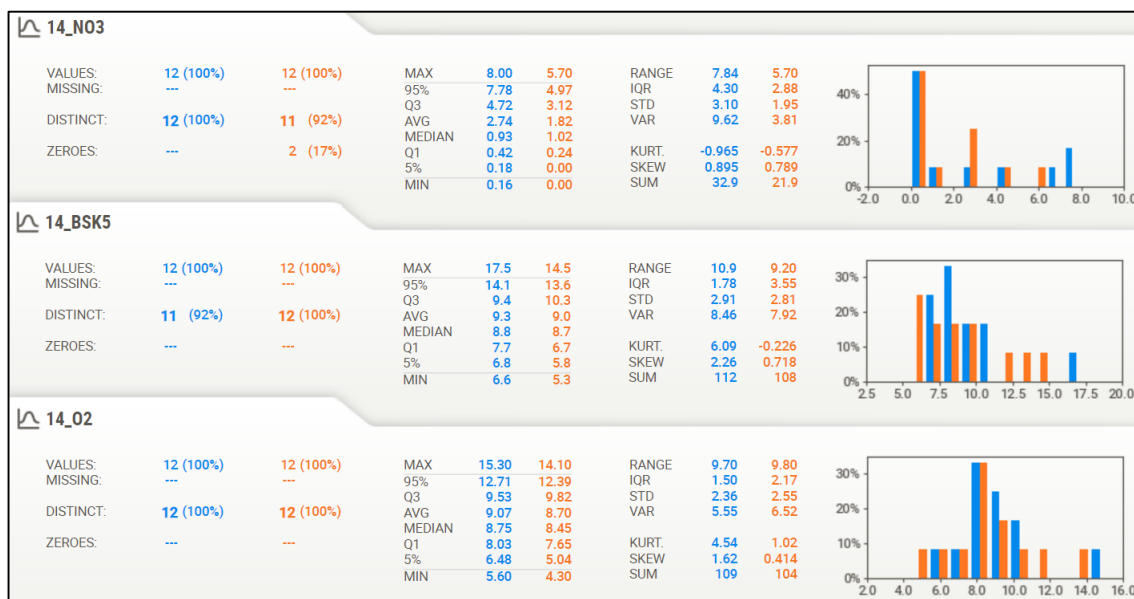 14_NO3
VALUES: 12 (100%) 12 (100%) MAX 8.00 5.70 RANGE 7.84 5.70
MISSING: --- --- 95% 7.78 4.97 IQR 4.30 2.88
Q3 4.72 3.12 STD 3.10 1.95
DISTINCT: 12 (100%) 11 (92%) AVG 2.74 1.82 VAR 9.62 3.81
MEDIAN 0.93 1.02
ZEROES: --- 2 (17%) Q1 0.42 0.24 KURT. -0.965 -0.577
5% 0.18 0.00 SKEW 0.895 0.789
MIN 0.16 0.00 SUM 32.9 21.9
40%
20%
0%
-2.0 0.0 2.0 4.0 6.0 8.0 10.0
14_BSK5
VALUES: 12 (100%) 12 (100%) MAX 17.5 14.5 RANGE 10.9 9.20
MISSING: --- --- 95% 14.1 13.6 IQR 1.78 3.55
Q3 9.4 10.3 STD 2.91 2.81
DISTINCT: 11 (92%) 12 (100%) AVG 9.3 9.0 VAR 8.46 7.92
MEDIAN 8.8 8.7
ZEROES: --- --- Q1 7.7 6.7 KURT. 6.09 -0.226
5% 6.8 5.8 SKEW 2.26 0.718
MIN 6.6 5.3 SUM 112 108
30%
20%
10%
0%
2.5 5.0 7.5 10.0 12.5 15.0 17.5 20.0
14_O2
VALUES: 12 (100%) 12 (100%) MAX 15.30 14.10 RANGE 9.70 9.80
MISSING: --- --- 95% 12.71 12.39 IQR 1.50 2.17
Q3 9.53 9.82 STD 2.36 2.55
DISTINCT: 12 (100%) 12 (100%) AVG 9.07 8.70 VAR 5.55 6.52
MEDIAN 8.75 8.45
ZEROES: --- --- Q1 8.03 7.65 KURT. 4.54 1.02
5% 6.48 5.04 SKEW 1.62 0.414
MIN 5.60 4.30 SUM 109 104
30%
20%
10%
0%
2.0 4.0 6.0 8.0 10.0 12.0 14.0 16.0